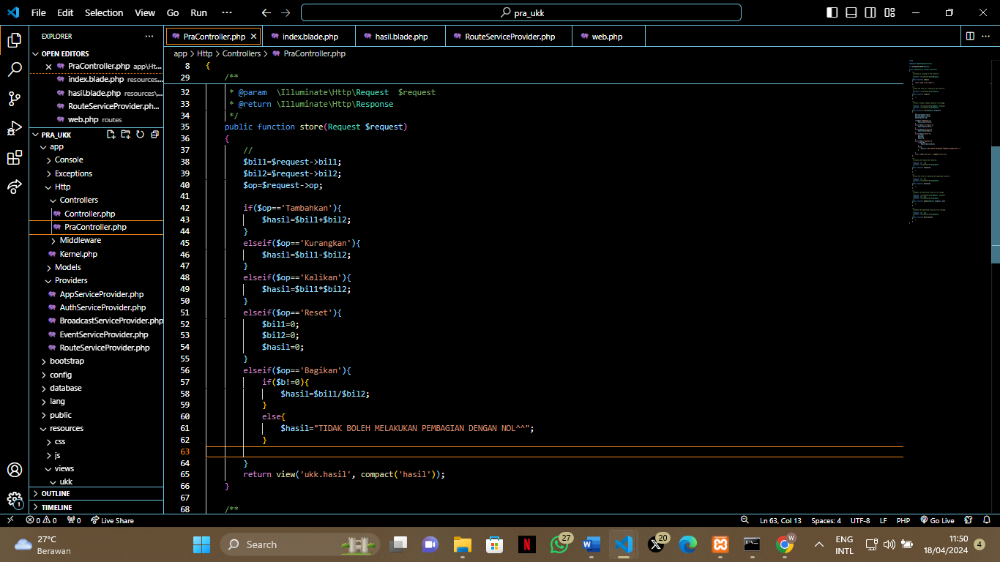 File Edit Selection View Go Run ··· pra_ukk
EXPLORER ···
OPEN EDITORS
PraController.php app\Ht...
index.blade.php resources...
hasil.blade.php resources\...
RouteServiceProvider.ph...
web.php routes
PRA_UKK
app
Console
Exceptions
Http
Controllers
Controller.php
PraController.php
Middleware
Kernel.php
Models
Providers
AppServiceProvider.php
AuthServiceProvider.php
BroadcastServiceProvider.php
EventServiceProvider.php
RouteServiceProvider.php
bootstrap
config
database
lang
public
resources
css
js
views
ukk
OUTLINE
TIMELINE
PraController.php index.blade.php hasil.blade.php RouteServiceProvider.php web.php ···
app > Http > Controllers > PraController.php
8 {
29 /**
32 * @param \Illuminate\Http\Request $request
33 * @return \Illuminate\Http\Response
34 */
35 public function store(Request $request)
36 {
37 //
38 $bil1=$request->bil1;
39 $bil2=$request->bil2;
40 $op=$request->op;
41
42 if($op=='Tambahkan'){
43 $hasil=$bil1+$bil2;
44 }
45 elseif($op=='Kurangkan'){
46 $hasil=$bil1-$bil2;
47 }
48 elseif($op=='Kalikan'){
49 $hasil=$bil1*$bil2;
50 }
51 elseif($op=='Reset'){
52 $bil1=0;
53 $bil2=0;
54 $hasil=0;
55 }
56 elseif($op=='Bagikan'){
57 if($b!=0){
58 $hasil=$bil1/$bil2;
59 }
60 else{
61 $hasil="TIDAK BOLEH MELAKUKAN PEMBAGIAN DENGAN NOL^^";
62 }
63
64 }
65 return view('ukk.hasil', compact('hasil'));
66 }
67
68 /**
1
0 0 0 Live Share Ln 63, Col 13 Spaces: 4 UTF-8 LF PHP Go Live
27°C
Berawan
Search
27
20
W
ENG
INTL
11:50
18/04/2024
4